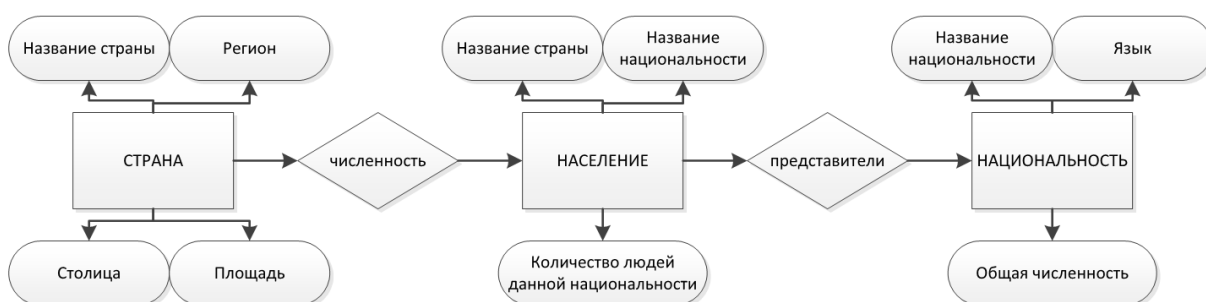 Название страны
Регион
Название страны
Название
национальности
Название
национальности
Язык
СТРАНА
численность
НАСЕЛЕНИЕ
представители
НАЦИОНАЛЬНОСТЬ
Столица
Площадь
Количество людей
данной национальности
Общая численность